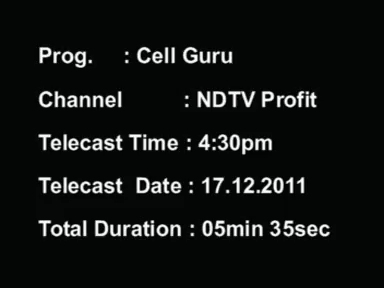 Prog. : Cell Guru
Channel : NDTV Profit
Telecast Time : 4:30pm
Telecast Date : 17.12.2011
Total Duration : 05min 35sec